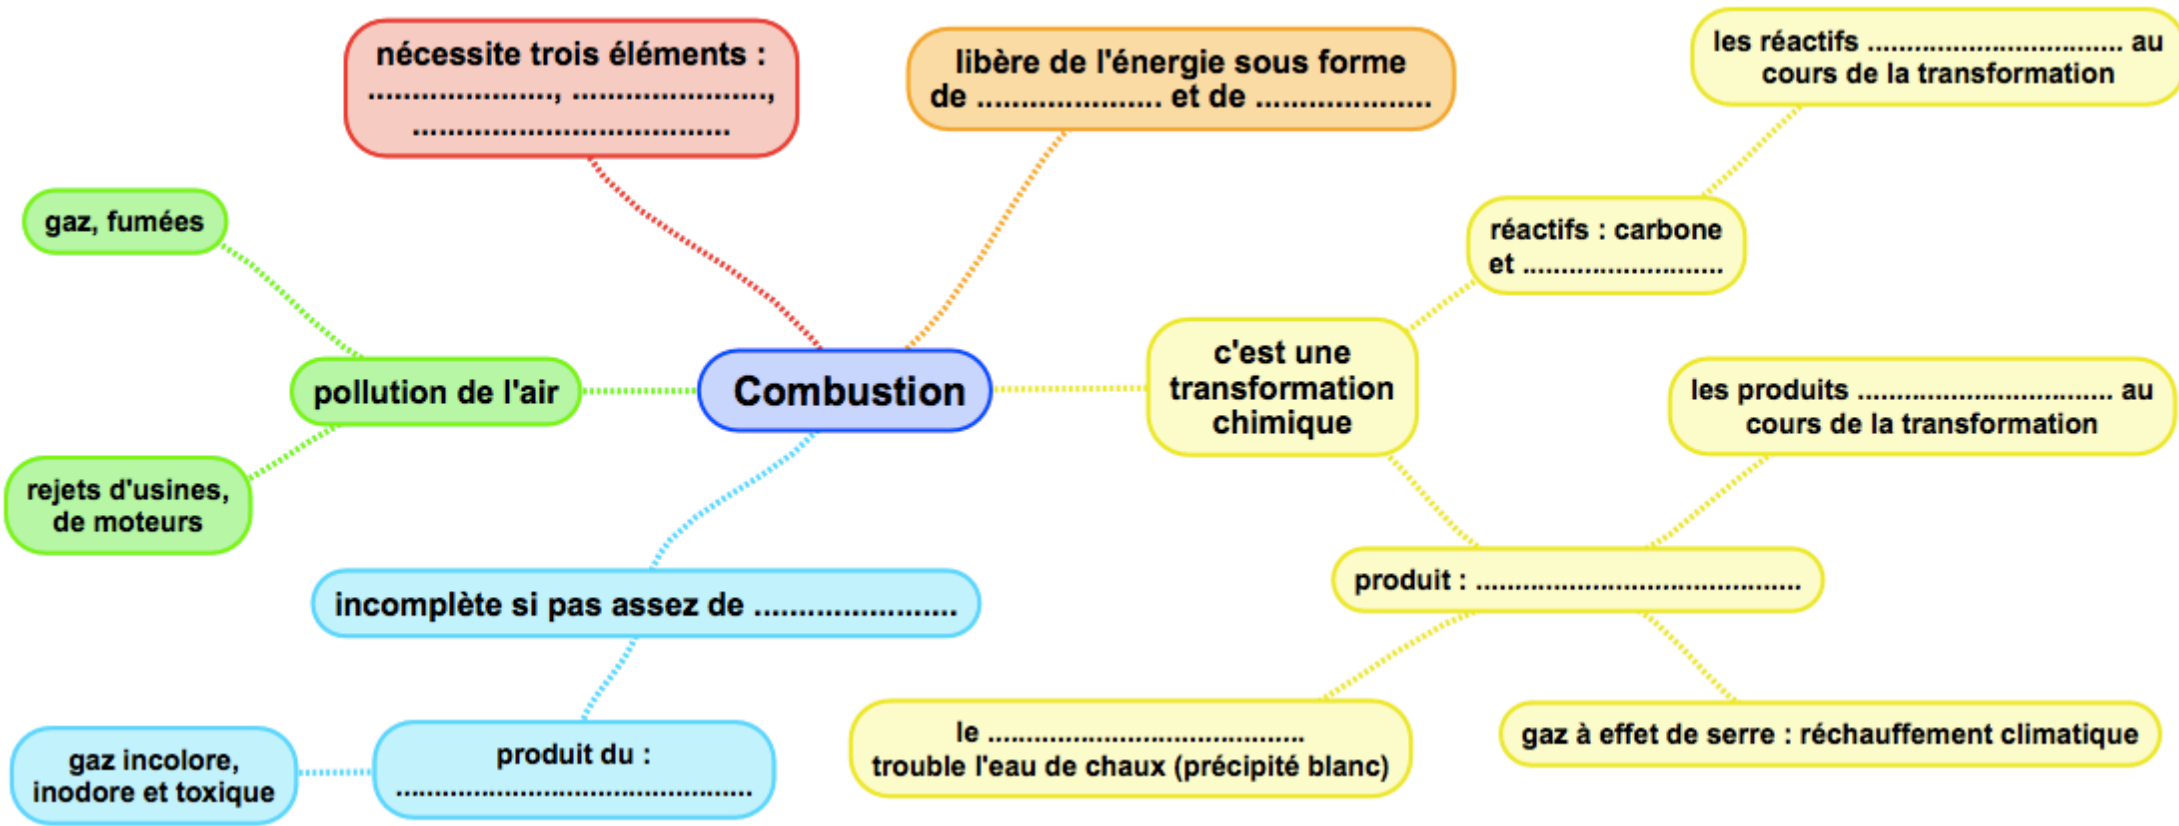 nécessite trois éléments :
....................., ......................,
....................................
libère de l'énergie sous forme
de ..................... et de ....................
les réactifs ................................. au
cours de la transformation
gaz, fumées
réactifs : carbone
et ..........................
pollution de l'air
Combustion
c'est une
transformation
chimique
les produits ................................. au
cours de la transformation
rejets d'usines,
de moteurs
incomplète si pas assez de .......................
produit : ..........................................
gaz incolore,
inodore et toxique
produit du :
..............................................
le .........................................
trouble l'eau de chaux (précipité blanc)
gaz à effet de serre : réchauffement climatique